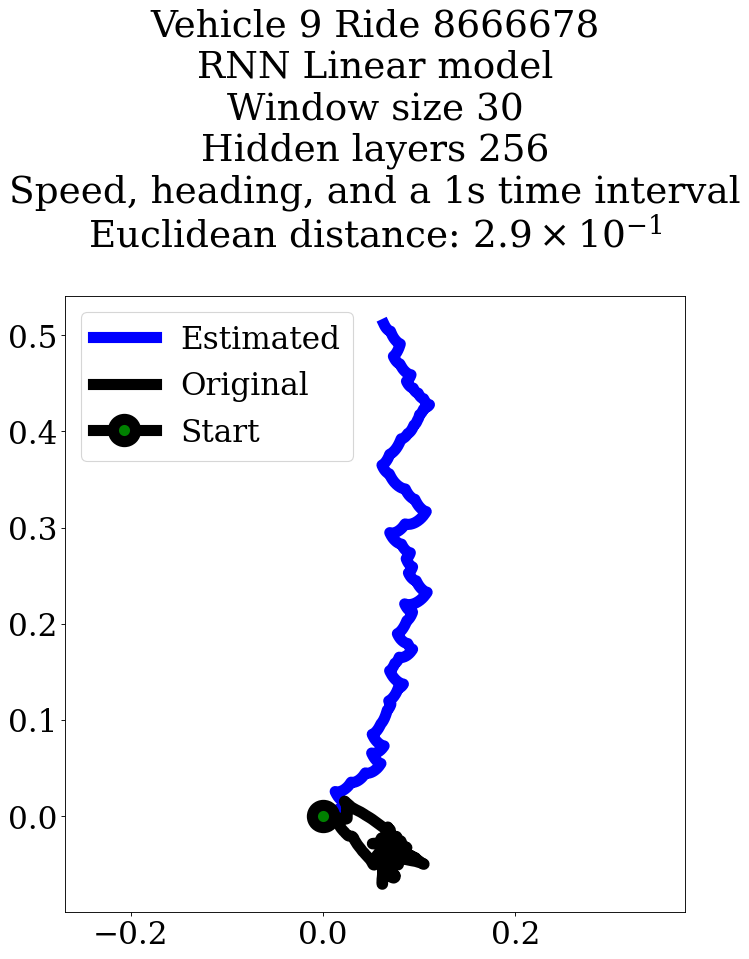 Vehicle 9 Ride 8666678
RNN Linear model
Window size 30
Hidden layers 256
Speed, heading, and a 1s time interval
Euclidean distance: 2.9 × 10⁻¹
Estimated
Original
Start
0.5
0.4
0.3
0.2
0.1
0.0
−0.2 0.0 0.2